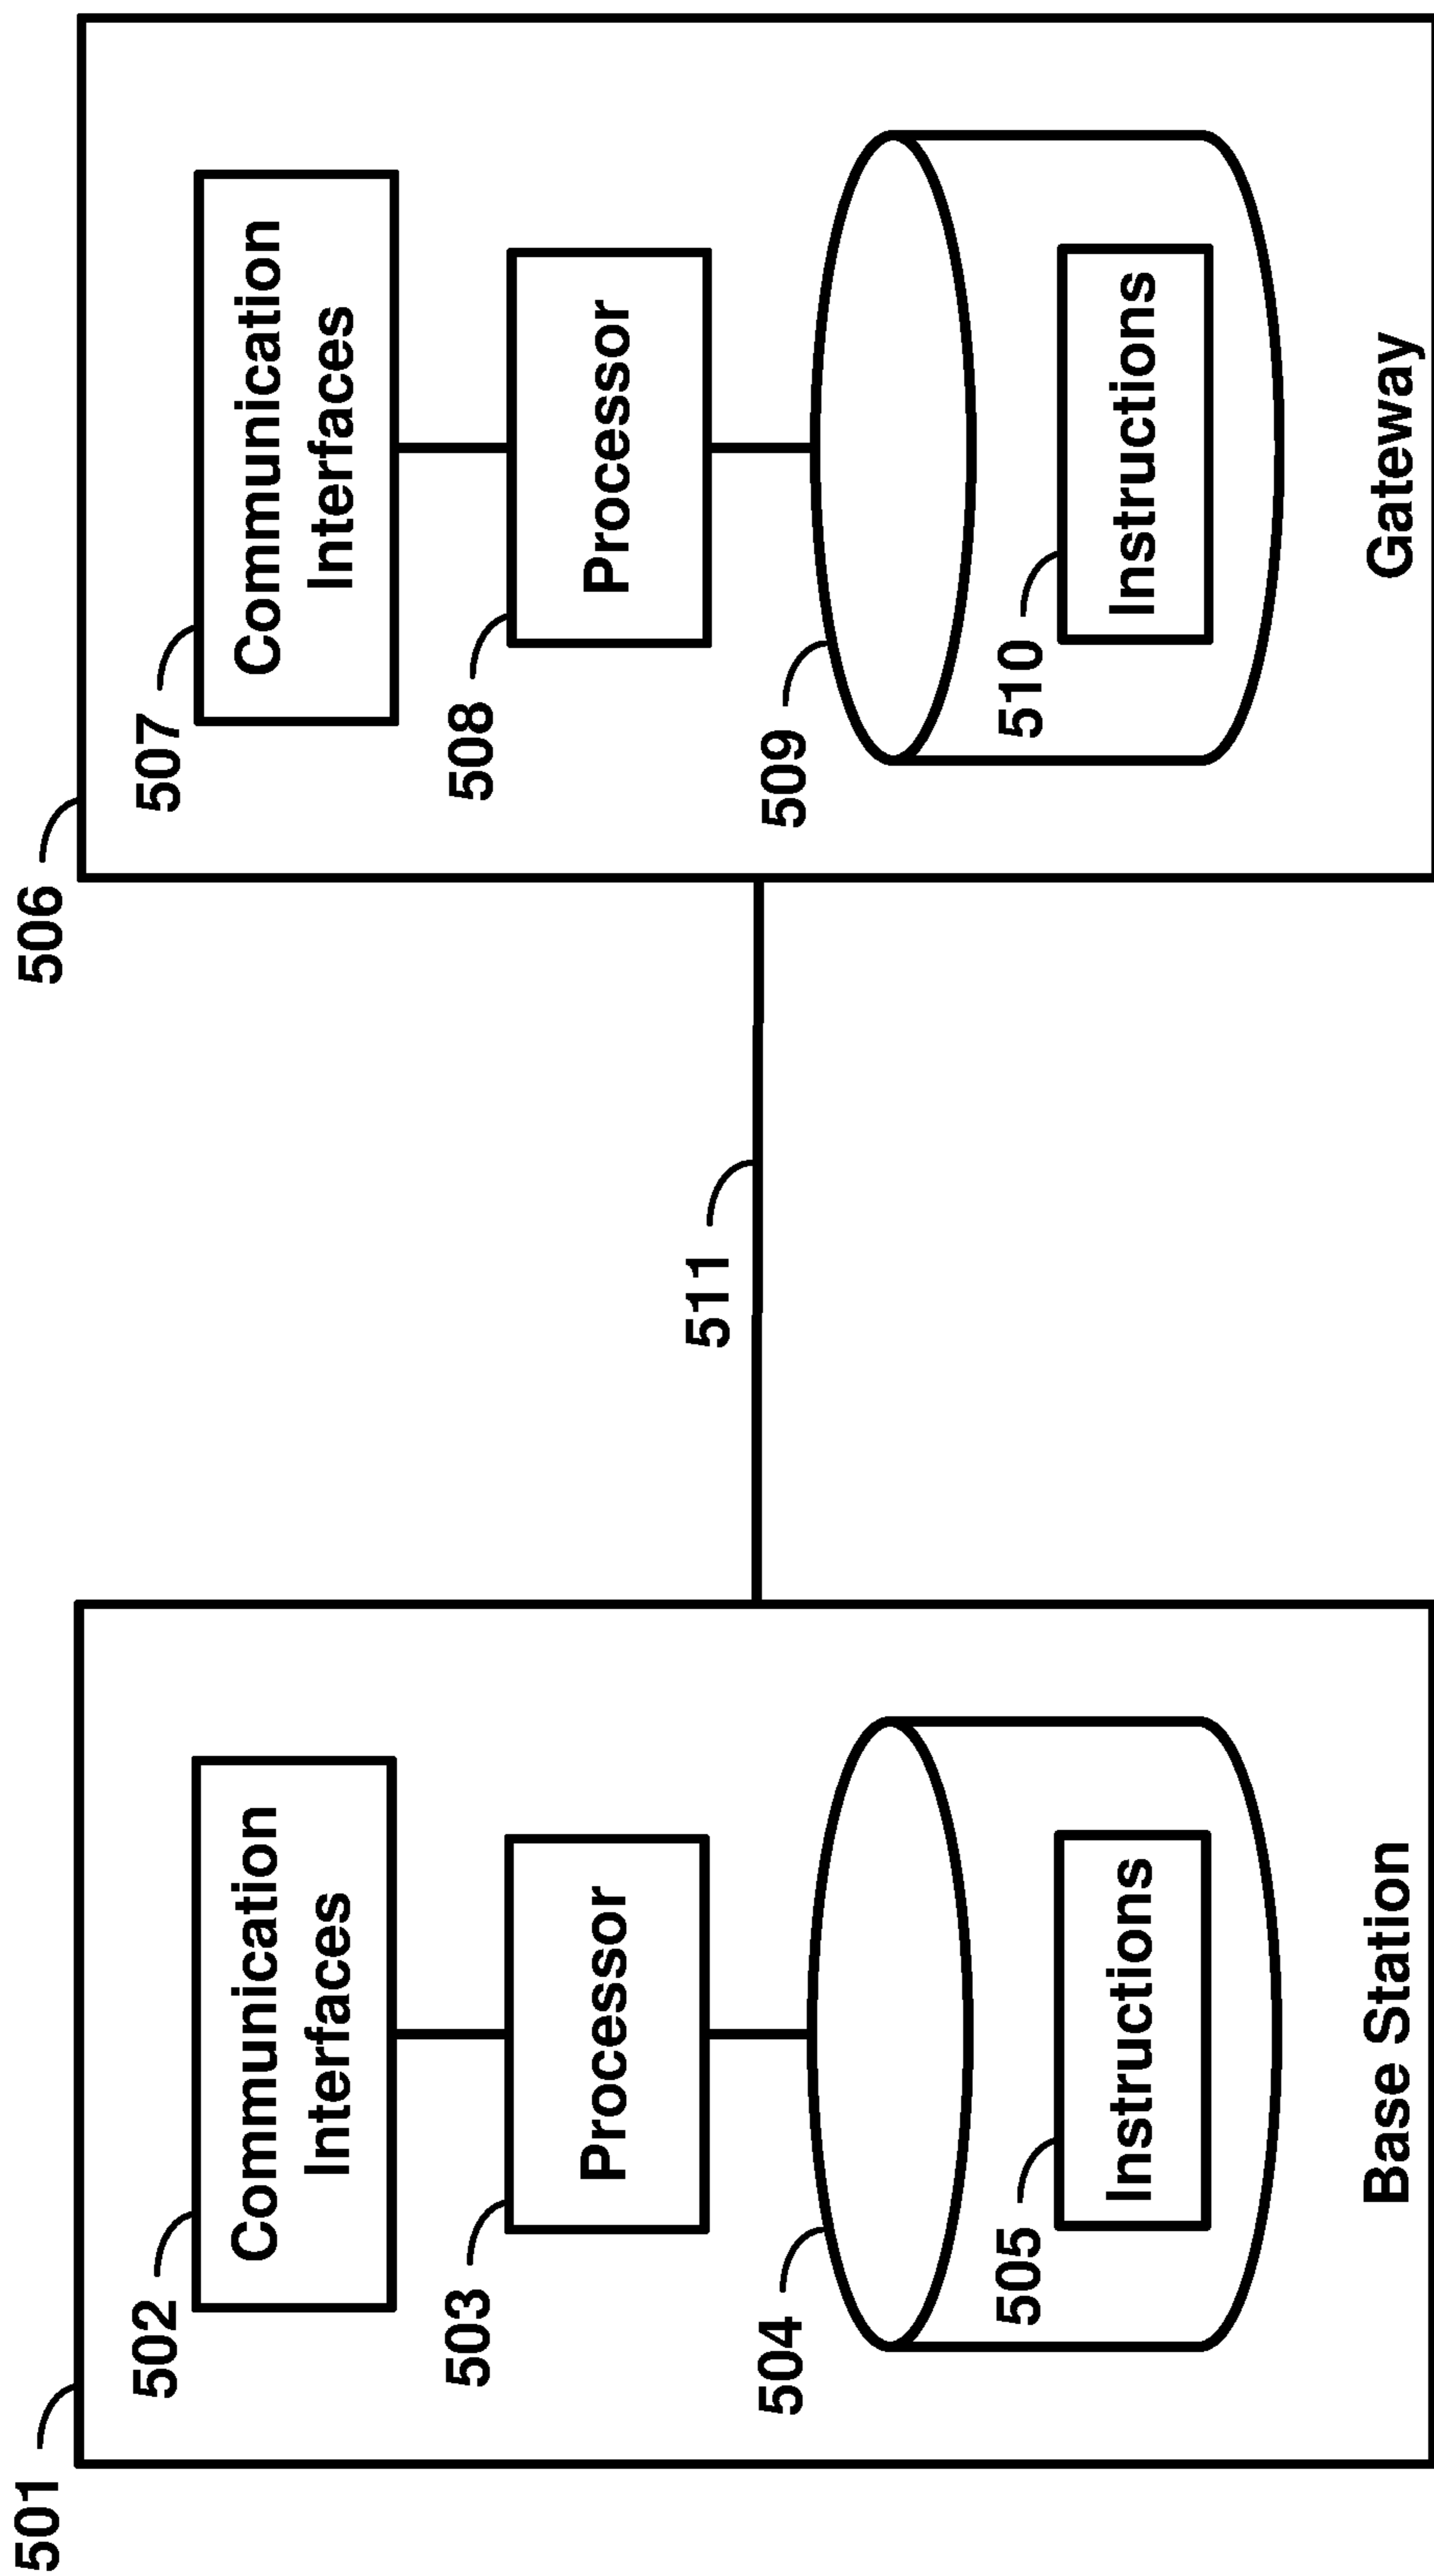 501
502
Communication
Interfaces
503
Processor
504
505
Instructions
Base Station
511
506
507
Communication
Interfaces
508
Processor
509
510
Instructions
Gateway